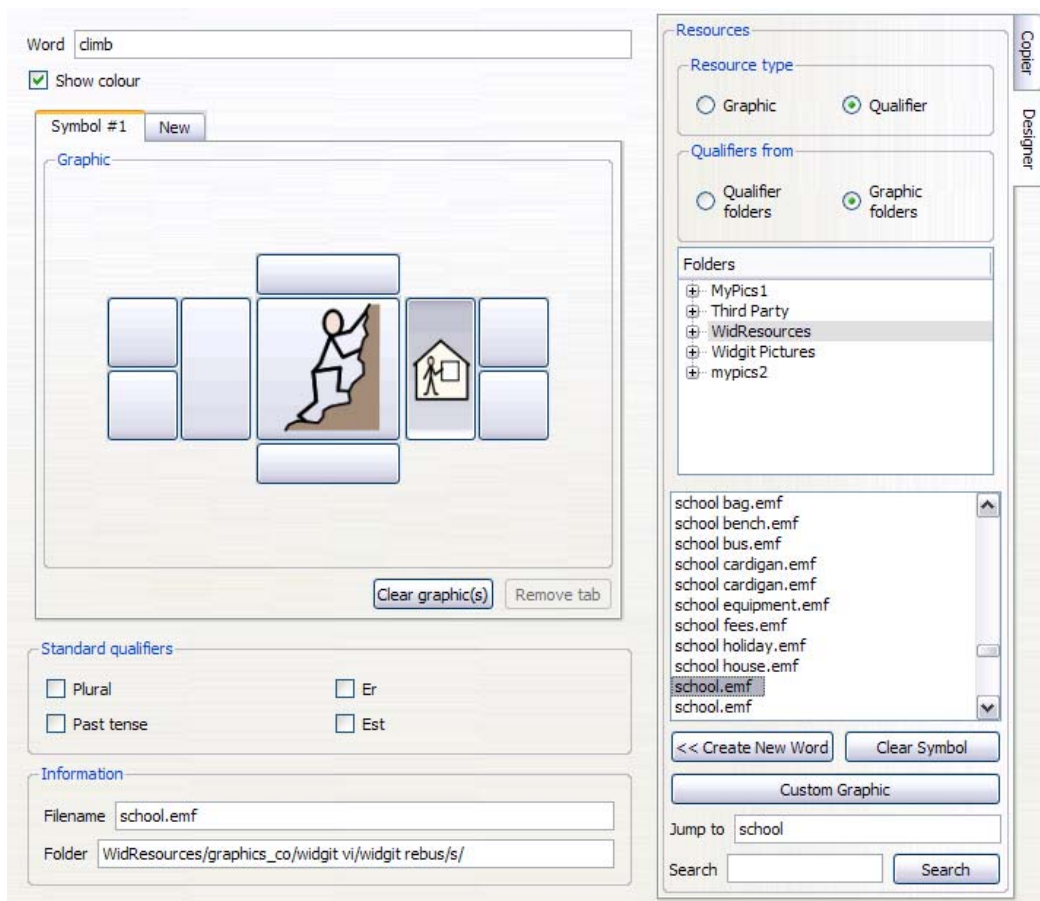 Word climb
Show colour
Symbol #1 New
Graphic
Clear graphic(s) Remove tab
Standard qualifiers
Plural Er
Past tense Est
Information
Filename school.emf
Folder WidResources/graphics_co/widgit vi/widgit rebus/s/
Resources
Resource type
Graphic Qualifier
Qualifiers from
Qualifier folders Graphic folders
Folders
MyPics1
Third Party
WidResources
Widgit Pictures
mypics2
school bag.emf
school bench.emf
school bus.emf
school cardigan.emf
school cardigan.emf
school equipment.emf
school fees.emf
school holiday.emf
school house.emf
school.emf
school.emf
<< Create New Word Clear Symbol
Custom Graphic
Jump to school
Search Search
Copier
Designer